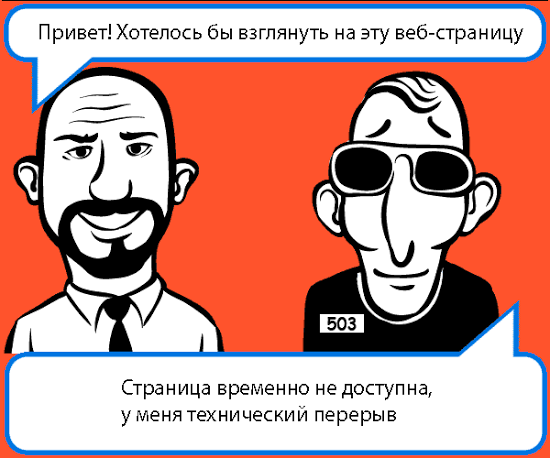 Привет! Хотелось бы взглянуть на эту веб-страницу
503
Страница временно не доступна,
у меня технический перерыв